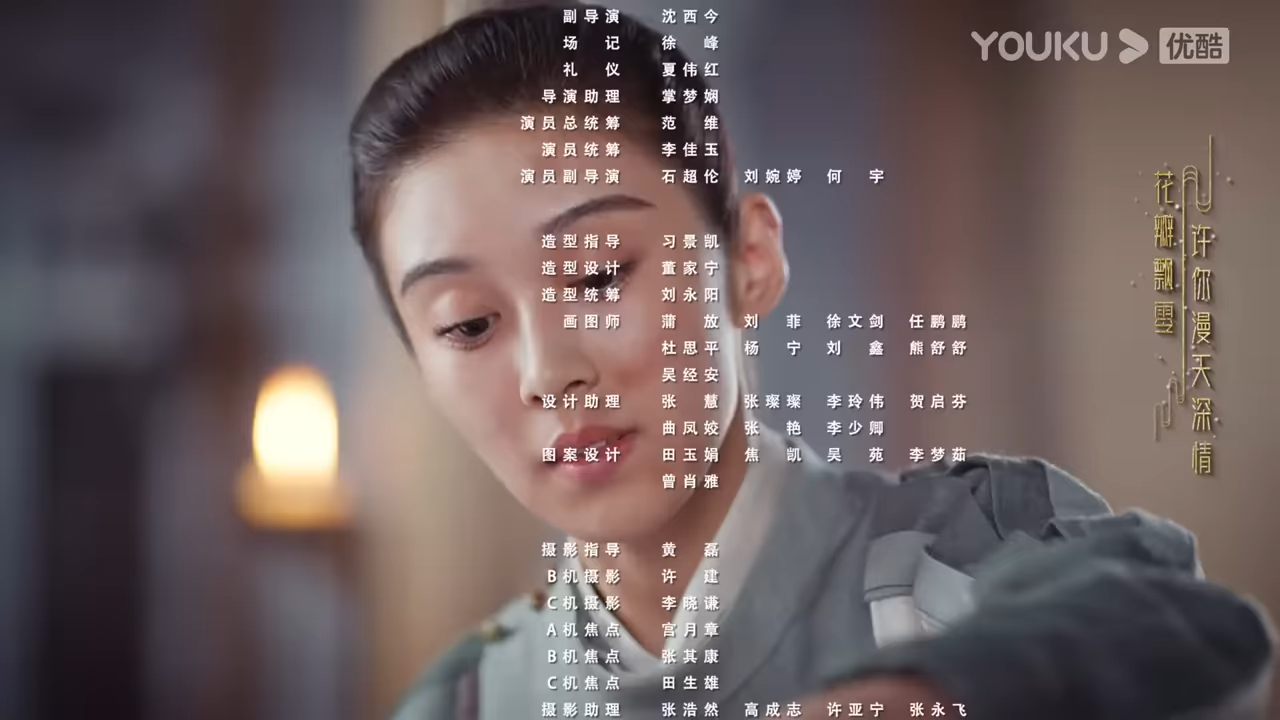 副导演 沈西今
场记 徐峰
礼仪 夏伟红
导演助理 掌梦娴
演员总统筹 范维
演员统筹 李佳玉
演员副导演 石超伦 刘婉婷 何宇
造型指导 习景凯
造型设计 董家宁
造型统筹 刘永阳
画图师 蒲放 刘菲 徐文剑 任鹏鹏
杜思平 杨宁 刘鑫 熊舒舒
吴经安
设计助理 张慧 张璨璨 李玲伟 贺启芬
曲凤姣 张艳 李少卿
图案设计 田玉娟 焦凯 吴苑 李梦茹
曾肖雅
摄影指导 黄磊
B机摄影 许建
C机摄影 李晓谦
A机焦点 宫月章
B机焦点 张其康
C机焦点 田生雄
摄影助理 张浩然 高成志 许亚宁 张永飞
YOUKU 优酷
花瓣飘零
许你漫天深情